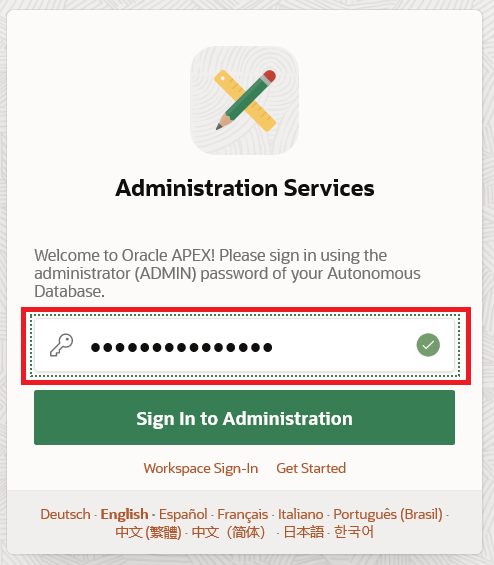 Administration Services
Welcome to Oracle APEX! Please sign in using the
administrator (ADMIN) password of your Autonomous
Database.
●●●●●●●●●●●●●●●
Sign In to Administration
Workspace Sign-In Get Started
Deutsch · English · Español · Français · Italiano · Português (Brasil) ·
中文 (繁體) · 中文（简体） · 日本語 · 한국어